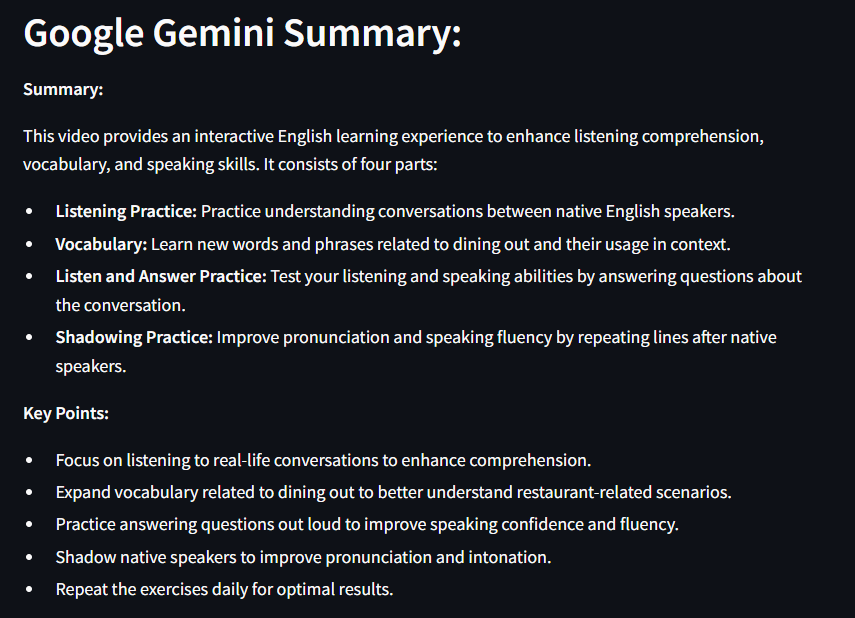 Google Gemini Summary:
Summary:
This video provides an interactive English learning experience to enhance listening comprehension,
vocabulary, and speaking skills. It consists of four parts:
• Listening Practice: Practice understanding conversations between native English speakers.
• Vocabulary: Learn new words and phrases related to dining out and their usage in context.
• Listen and Answer Practice: Test your listening and speaking abilities by answering questions about
the conversation.
• Shadowing Practice: Improve pronunciation and speaking fluency by repeating lines after native
speakers.
Key Points:
• Focus on listening to real-life conversations to enhance comprehension.
• Expand vocabulary related to dining out to better understand restaurant-related scenarios.
• Practice answering questions out loud to improve speaking confidence and fluency.
• Shadow native speakers to improve pronunciation and intonation.
• Repeat the exercises daily for optimal results.